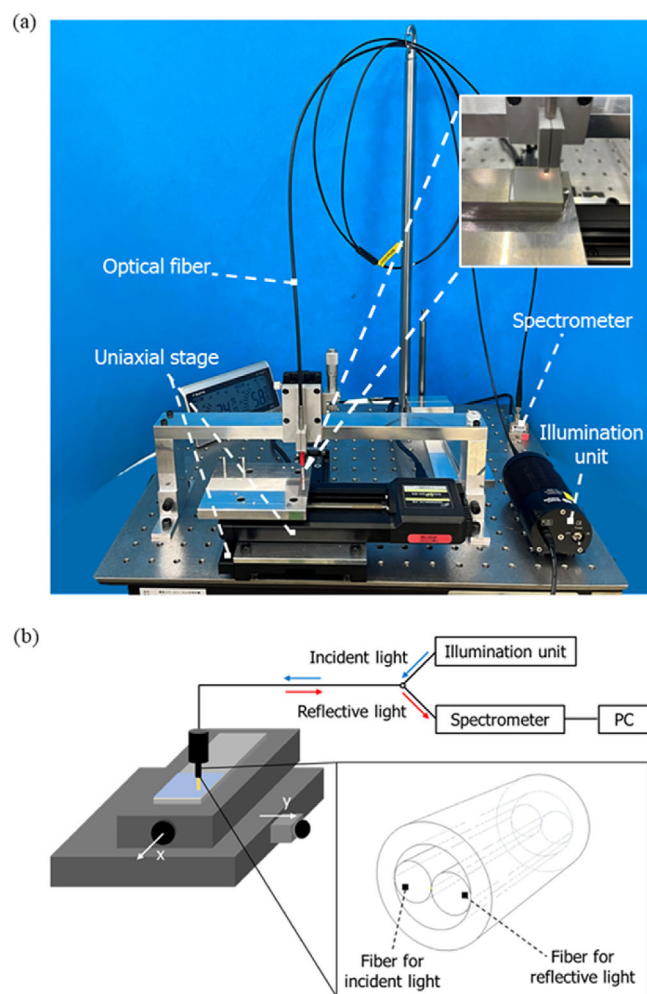 (a)
Optical fiber
Uniaxial stage
Spectrometer
Illumination
unit
(b)
Incident light
Illumination unit
Reflective light
Spectrometer
PC
y
x
Fiber for
incident light
Fiber for
reflective light